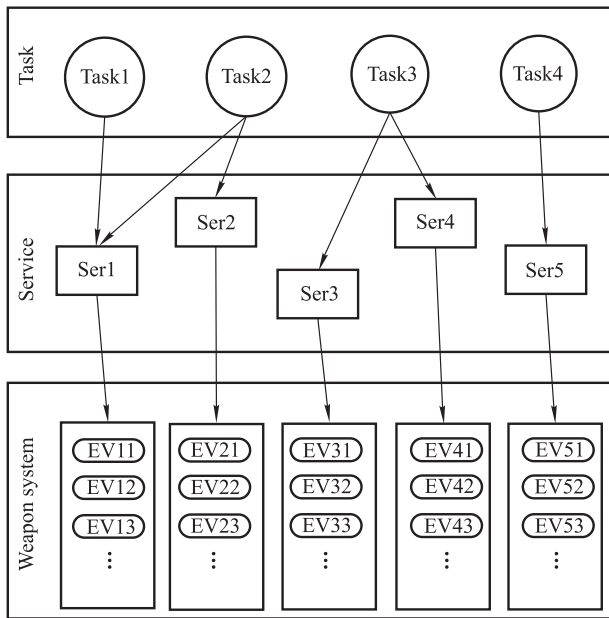 Task
Task1
Task2
Task3
Task4
Service
Ser1
Ser2
Ser3
Ser4
Ser5
Weapon system
EV11
EV12
EV13
⋮
EV21
EV22
EV23
⋮
EV31
EV32
EV33
⋮
EV41
EV42
EV43
⋮
EV51
EV52
EV53
⋮